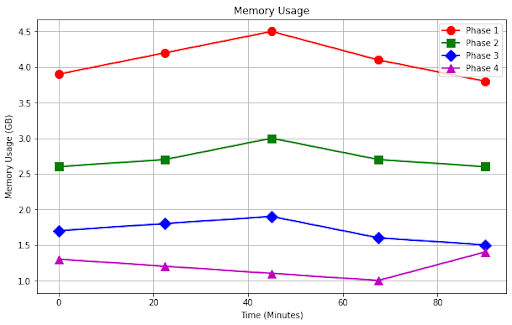 Memory Usage
Phase 1
Phase 2
Phase 3
Phase 4
Memory Usage (GB)
4.5
4.0
3.5
3.0
2.5
2.0
1.5
1.0
0 20 40 60 80
Time (Minutes)